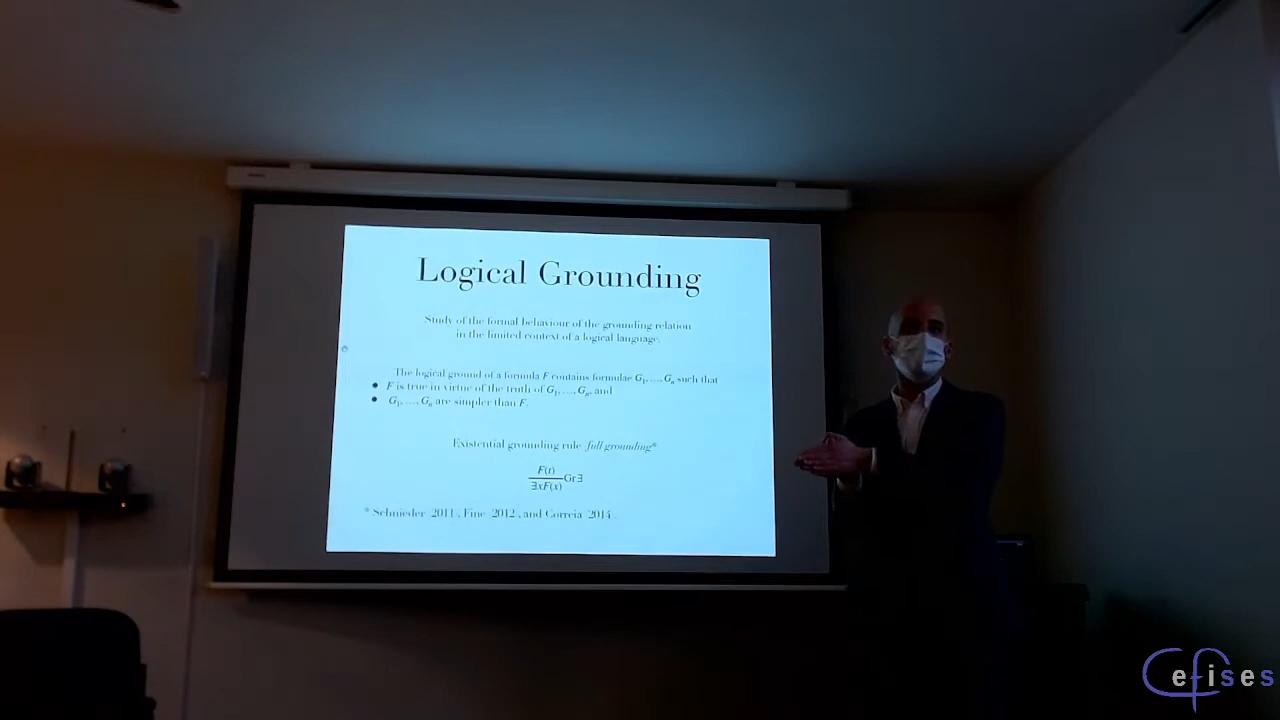 Logical Grounding
Study of the formal behaviour of the grounding relation
in the limited context of a logical language.
The logical ground of a formula F contains formulae G₁, …, Gₙ such that
• F is true in virtue of the truth of G₁, …, Gₙ, and
• G₁, …, Gₙ are simpler than F.
Existential grounding rule full grounding*
F(t)
∃xF(x) Gr∃
* Schnieder 2011, Fine 2012, and Correia 2014.
Cefises